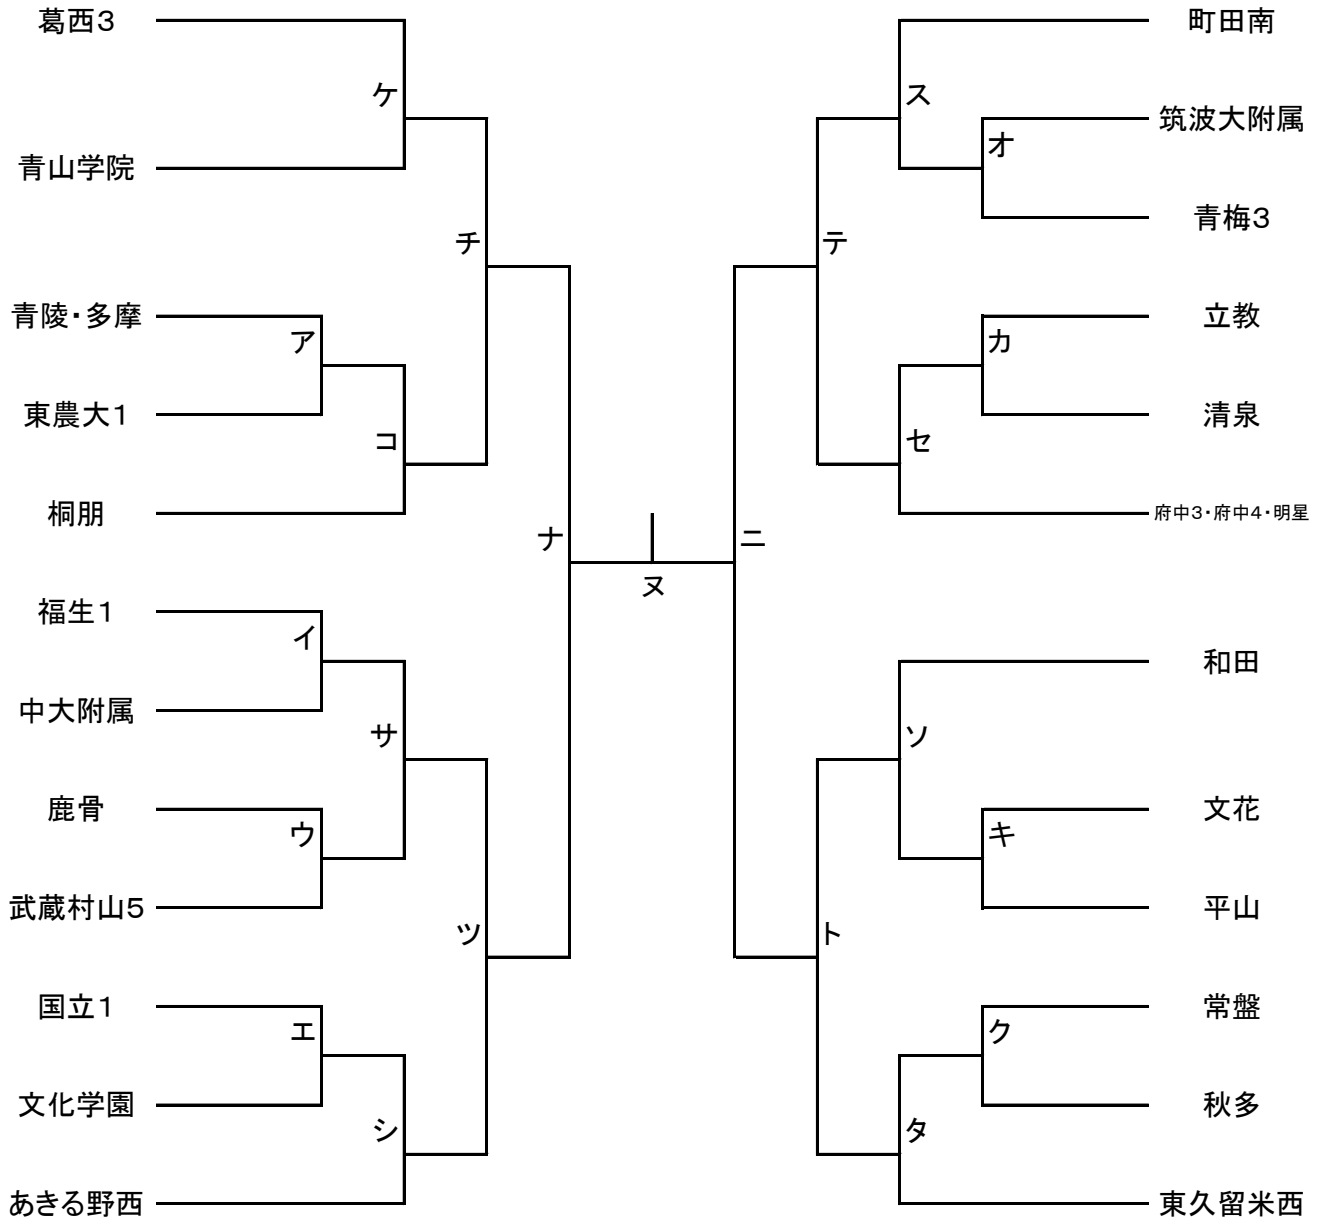 葛西3
ケ
青山学院
チ
青陵・多摩
ア
東農大1
コ
桐朋
ナ
福生1
イ
中大附属
サ
鹿骨
ウ
武蔵村山5
ツ
国立1
エ
文化学園
シ
あきる野西
ヌ
町田南
ス
筑波大附属
オ
青梅3
テ
立教
カ
清泉
セ
府中3・府中4・明星
ニ
和田
ソ
文花
キ
平山
ト
常盤
ク
秋多
タ
東久留米西